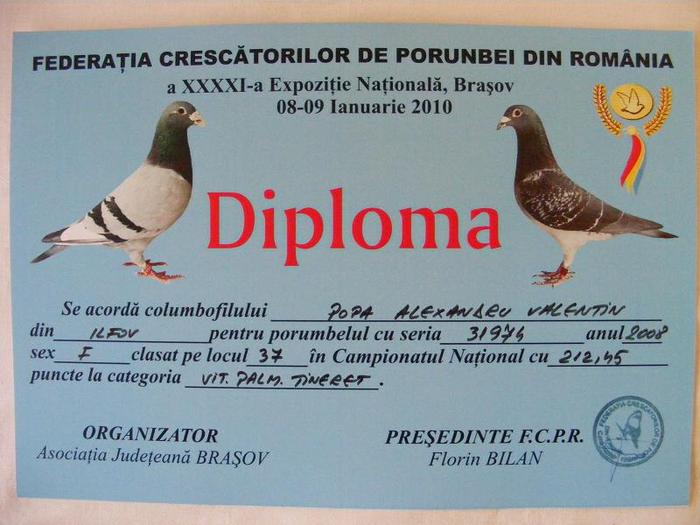 FEDERAȚIA CRESCĂTORILOR DE PORUNBEI DIN ROMÂNIA
a XXXXI-a Expoziție Națională, Brașov
08-09 Ianuarie 2010
Diploma
Se acordă columbofilului POPA ALEXANDRU VALENTIN
din ILFOV pentru porumbelul cu seria 31974 anul 2008
sex F clasat pe locul 37 în Campionatul Național cu 212,45
puncte la categoria VIT. PALM. TINERET.
ORGANIZATOR
Asociația Județeană BRAȘOV
PREȘEDINTE F.C.P.R.
Florin BILAN